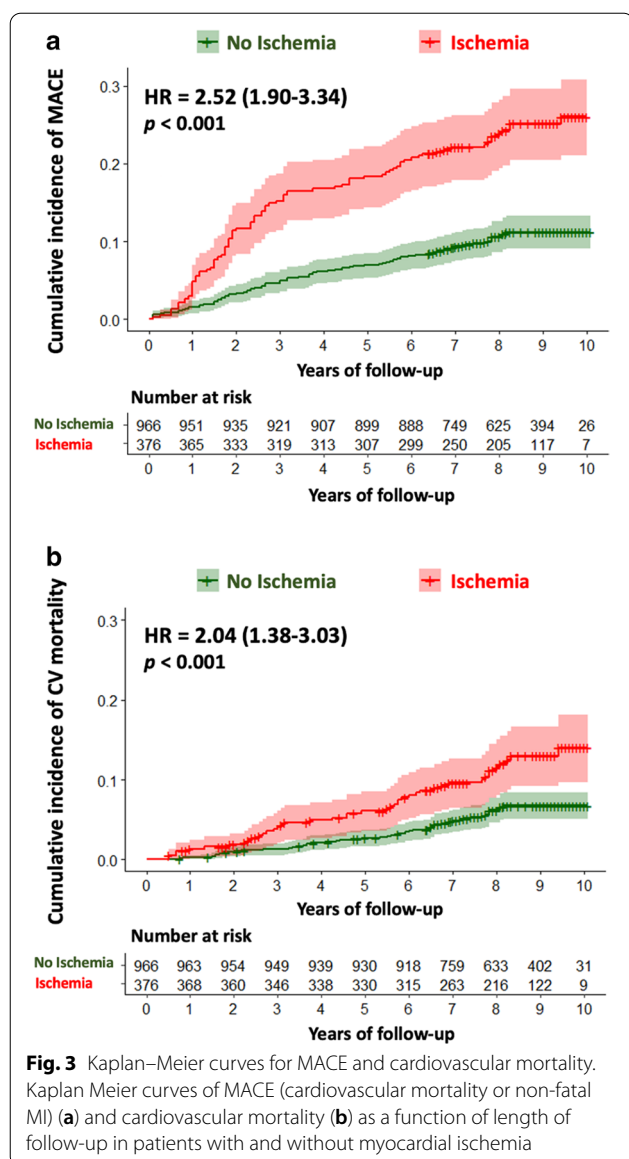 a
No Ischemia Ischemia
Cumulative incidence of MACE
0.3
0.2
0.1
0.0
HR = 2.52 (1.90-3.34)
p < 0.001
0 1 2 3 4 5 6 7 8 9 10
Years of follow-up
Number at risk
No Ischemia 966 951 935 921 907 899 888 749 625 394 26
Ischemia 376 365 333 319 313 307 299 250 205 117 7
0 1 2 3 4 5 6 7 8 9 10
Years of follow-up
b
No Ischemia Ischemia
Cumulative incidence of CV mortality
0.3
0.2
0.1
0.0
HR = 2.04 (1.38-3.03)
p < 0.001
0 1 2 3 4 5 6 7 8 9 10
Years of follow-up
Number at risk
No Ischemia 966 963 954 949 939 930 918 759 633 402 31
Ischemia 376 368 360 346 338 330 315 263 216 122 9
0 1 2 3 4 5 6 7 8 9 10
Years of follow-up
Fig. 3 Kaplan–Meier curves for MACE and cardiovascular mortality.
Kaplan Meier curves of MACE (cardiovascular mortality or non-fatal
MI) (a) and cardiovascular mortality (b) as a function of length of
follow-up in patients with and without myocardial ischemia